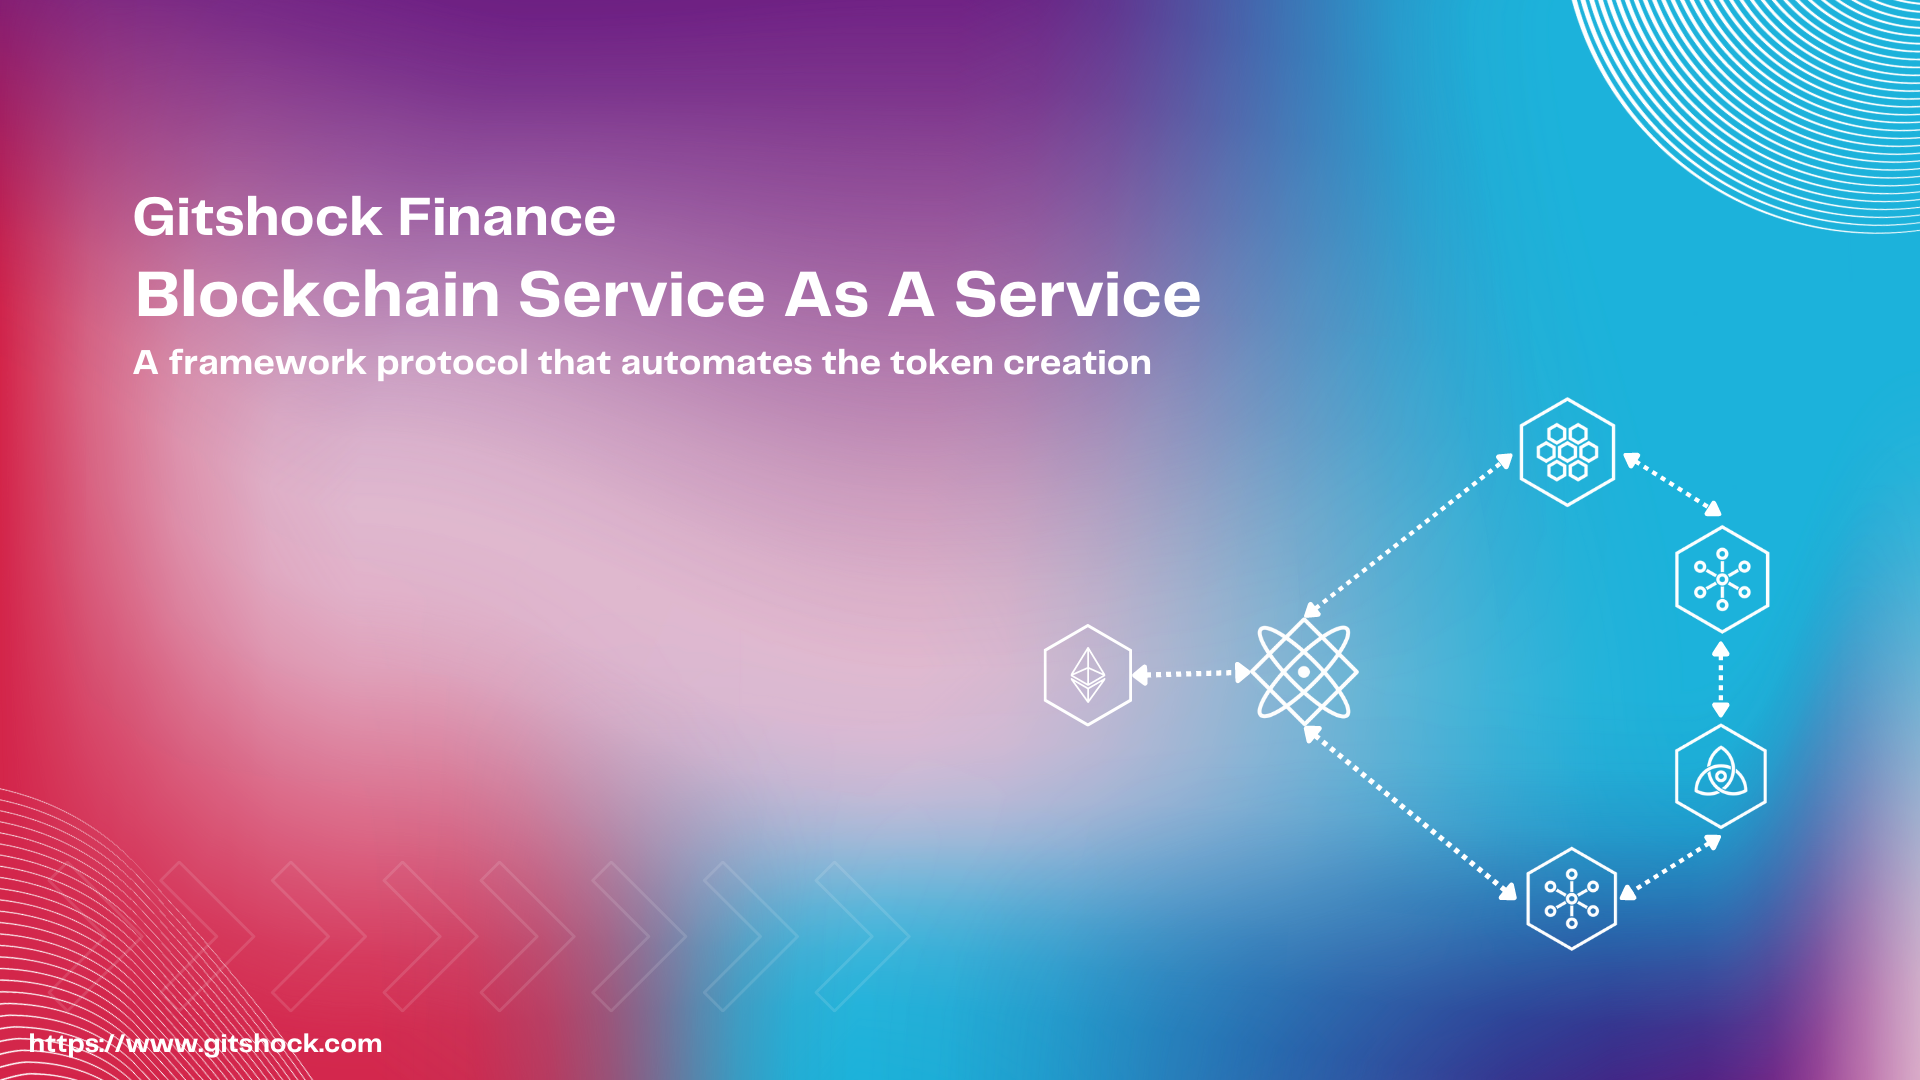 Gitshock Finance
Blockchain Service As A Service
A framework protocol that automates the token creation
https://www.gitshock.com